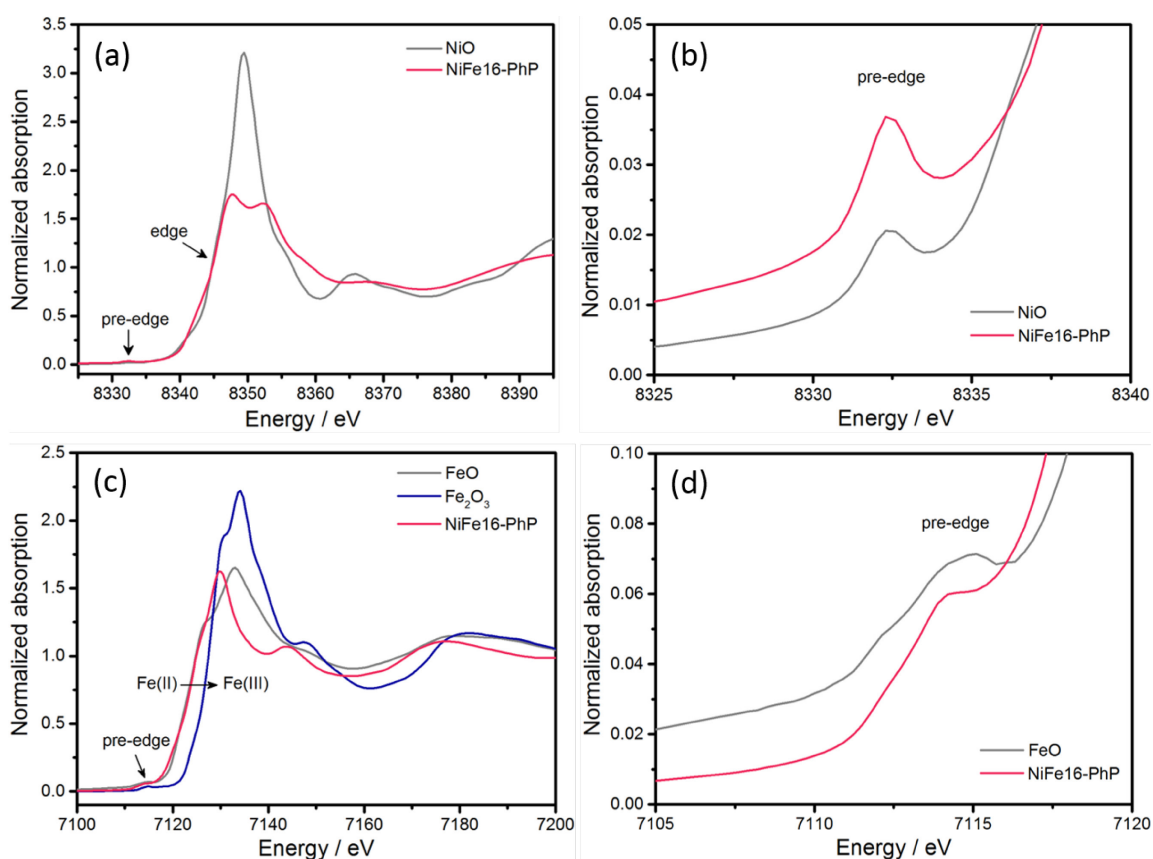 (a)
NiO
NiFe16-PhP
edge
pre-edge
Normalized absorption
3.5
3.0
2.5
2.0
1.5
1.0
0.5
0.0
8330 8340 8350 8360 8370 8380 8390
Energy / eV
(b)
pre-edge
NiO
NiFe16-PhP
Normalized absorption
0.05
0.04
0.03
0.02
0.01
0.00
8325 8330 8335 8340
Energy / eV
(c)
FeO
Fe₂O₃
NiFe16-PhP
Fe(II) → Fe(III)
pre-edge
Normalized absorption
2.5
2.0
1.5
1.0
0.5
0.0
7100 7120 7140 7160 7180 7200
Energy / eV
(d)
pre-edge
FeO
NiFe16-PhP
Normalized absorption
0.10
0.08
0.06
0.04
0.02
0.00
7105 7110 7115 7120
Energy / eV